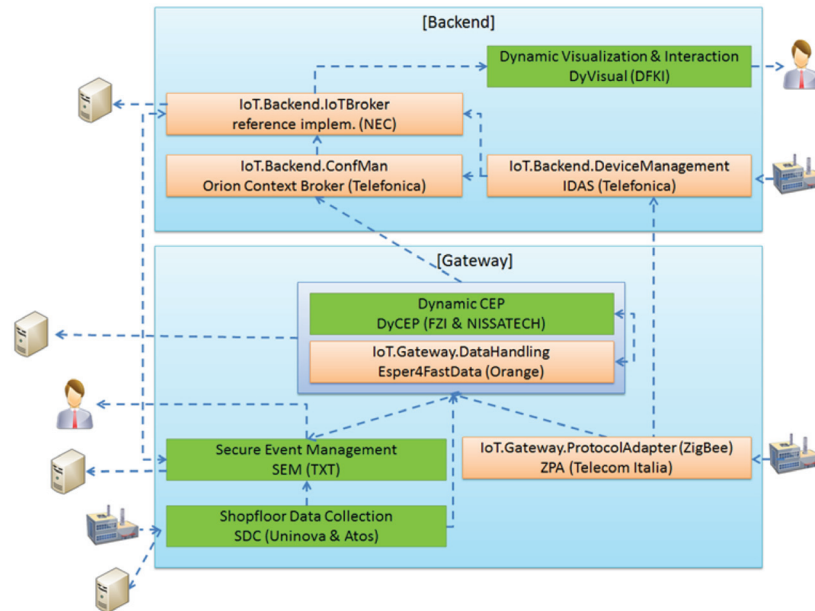 [Backend]
Dynamic Visualization & Interaction
DyVisual (DFKI)
IoT.Backend.IoTBroker
reference implem. (NEC)
IoT.Backend.ConfMan
Orion Context Broker (Telefonica)
IoT.Backend.DeviceManagement
IDAS (Telefonica)
[Gateway]
Dynamic CEP
DyCEP (FZI & NISSATECH)
IoT.Gateway.DataHandling
Esper4FastData (Orange)
Secure Event Management
SEM (TXT)
IoT.Gateway.ProtocolAdapter (ZigBee)
ZPA (Telecom Italia)
Shopfloor Data Collection
SDC (Uninova & Atos)